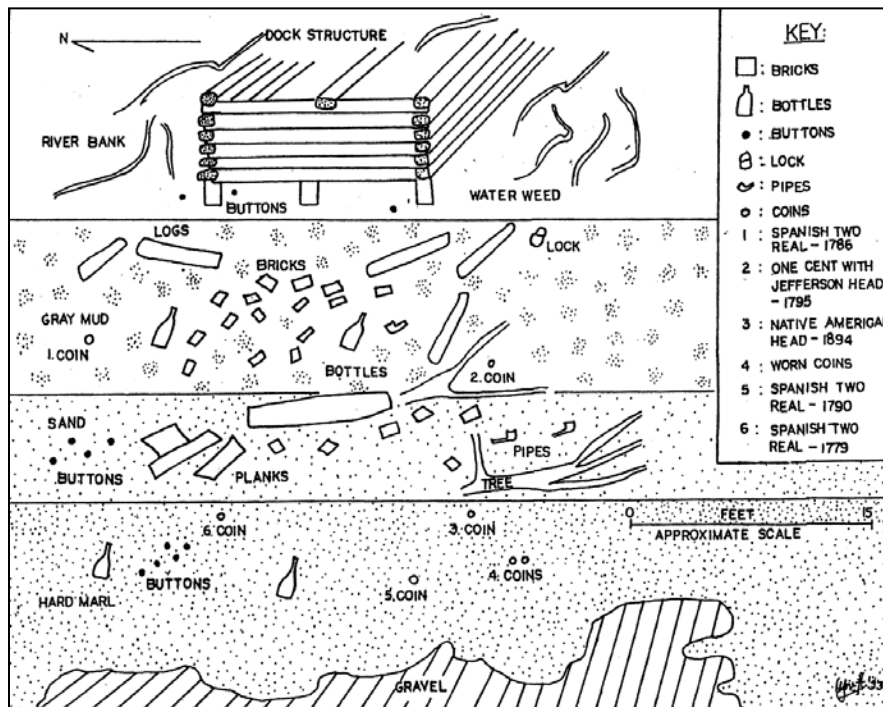 N
DOCK STRUCTURE
RIVER BANK
BUTTONS
WATER WEED
LOGS
LOCK
BRICKS
GRAY MUD
1. COIN
BOTTLES
2. COIN
SAND
BUTTONS
PLANKS
PIPES
TREE
6. COIN
3. COIN
O
FEET
15
APPROXIMATE SCALE
BUTTONS
4. COINS
5. COIN
HARD MARL
GRAVEL
KEY:
: BRICKS
: BOTTLES
: BUTTONS
: LOCK
: PIPES
: COINS
1 : SPANISH TWO
REAL - 1786
2 : ONE CENT WITH
JEFFERSON HEAD
- 1795
3 : NATIVE AMERICAN
HEAD - 1894
4 : WORN COINS
5 : SPANISH TWO
REAL - 1790
6 : SPANISH TWO
REAL - 1779